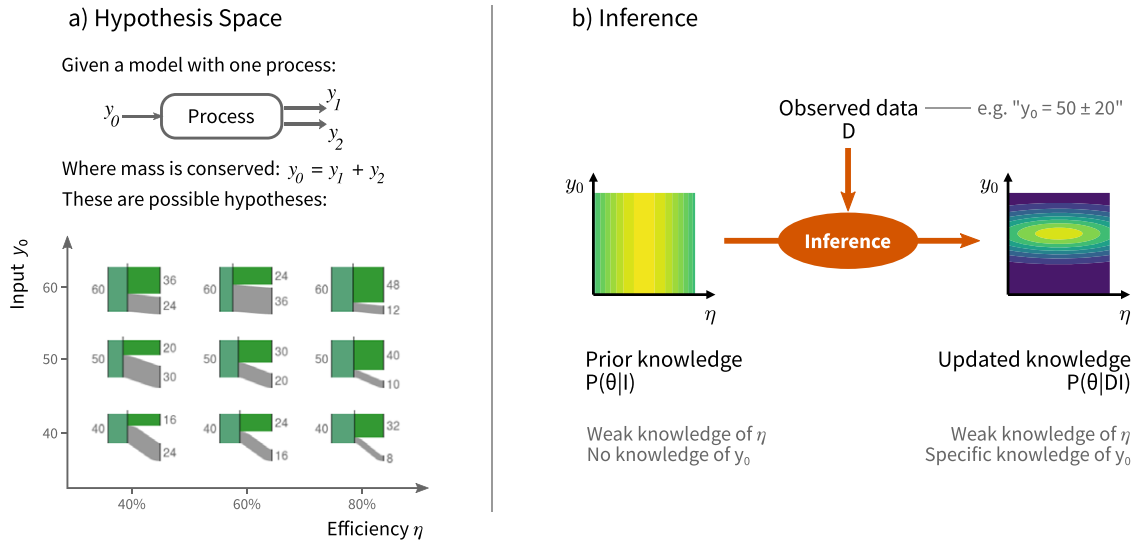 a) Hypothesis Space
Given a model with one process:
y0
Process
y1
y2
Where mass is conserved: y0 = y1 + y2
These are possible hypotheses:
Input y0
60
50
40
60
36
24
60
24
36
60
48
12
50
20
30
50
30
20
50
40
10
40
16
24
40
24
16
40
32
8
40%
60%
80%
Efficiency η
b) Inference
Observed data
D
e.g. "y0 = 50 ± 20"
y0
η
Inference
y0
η
Prior knowledge
P(θ|I)
Weak knowledge of η
No knowledge of y0
Updated knowledge
P(θ|DI)
Weak knowledge of η
Specific knowledge of y0